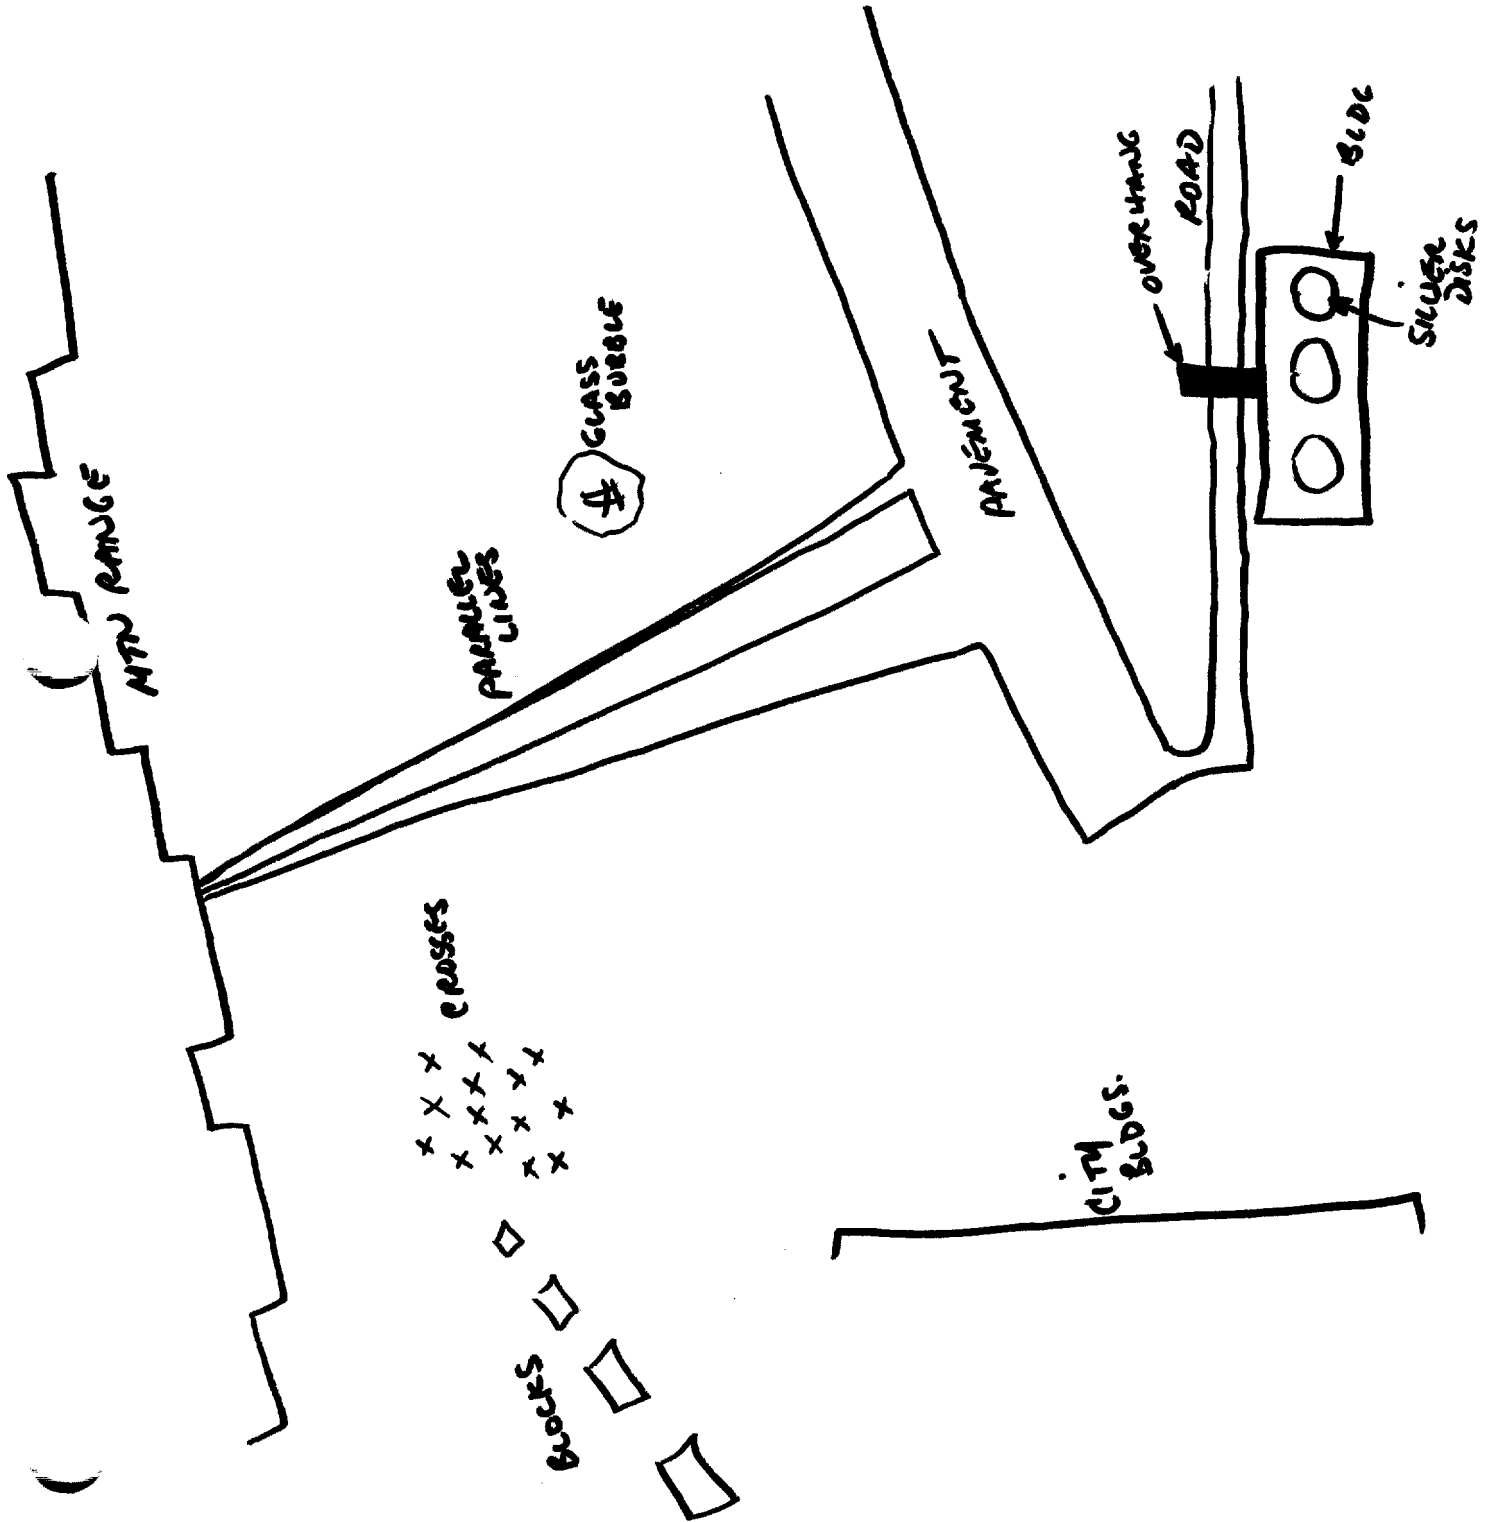 MTN RANGE
PARALLEL
LINES
GLASS
BUBBLE
CROSSES
BLOCKS
PAVEMENT
OVERHANG
ROAD
BLDG
SILVER
DISKS
CITY
BLDGS.